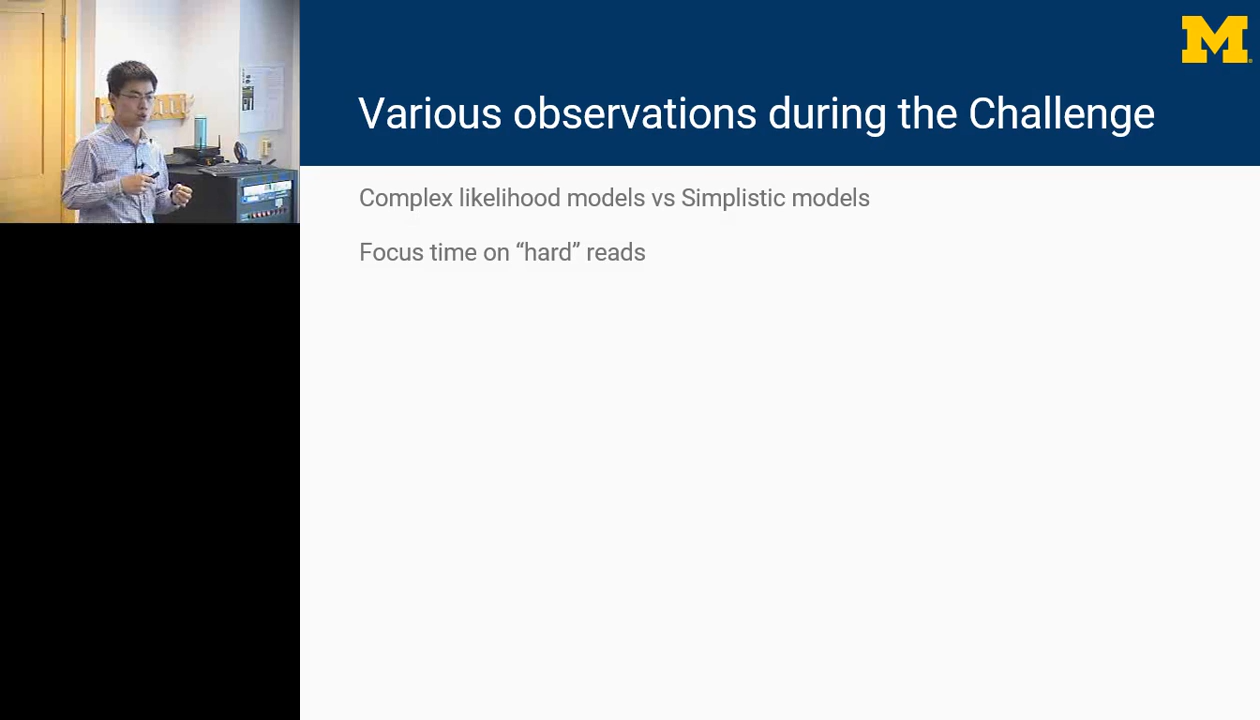 M
Various observations during the Challenge
Complex likelihood models vs Simplistic models
Focus time on “hard” reads